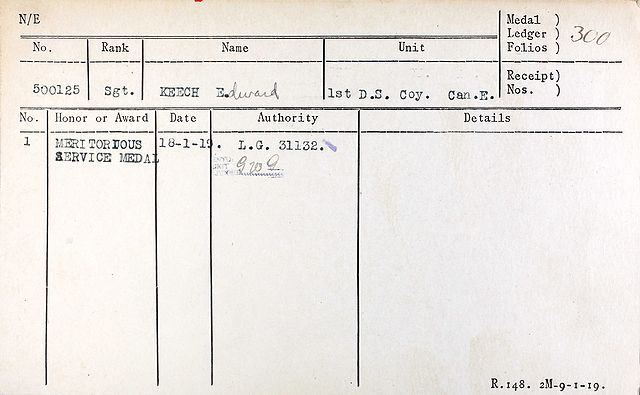 N/E
Medal )
Ledger ) 300
Folios )
No. Rank Name Unit
Receipt)
Nos. )
500125 Sgt. KEECH Edward 1st D.S. Coy. Can.E.
No. Honor or Award Date Authority Details
1 MERITORIOUS 18-1-19. L.G. 31132.
SERVICE MEDAL
R.148. 2M-9-1-19.